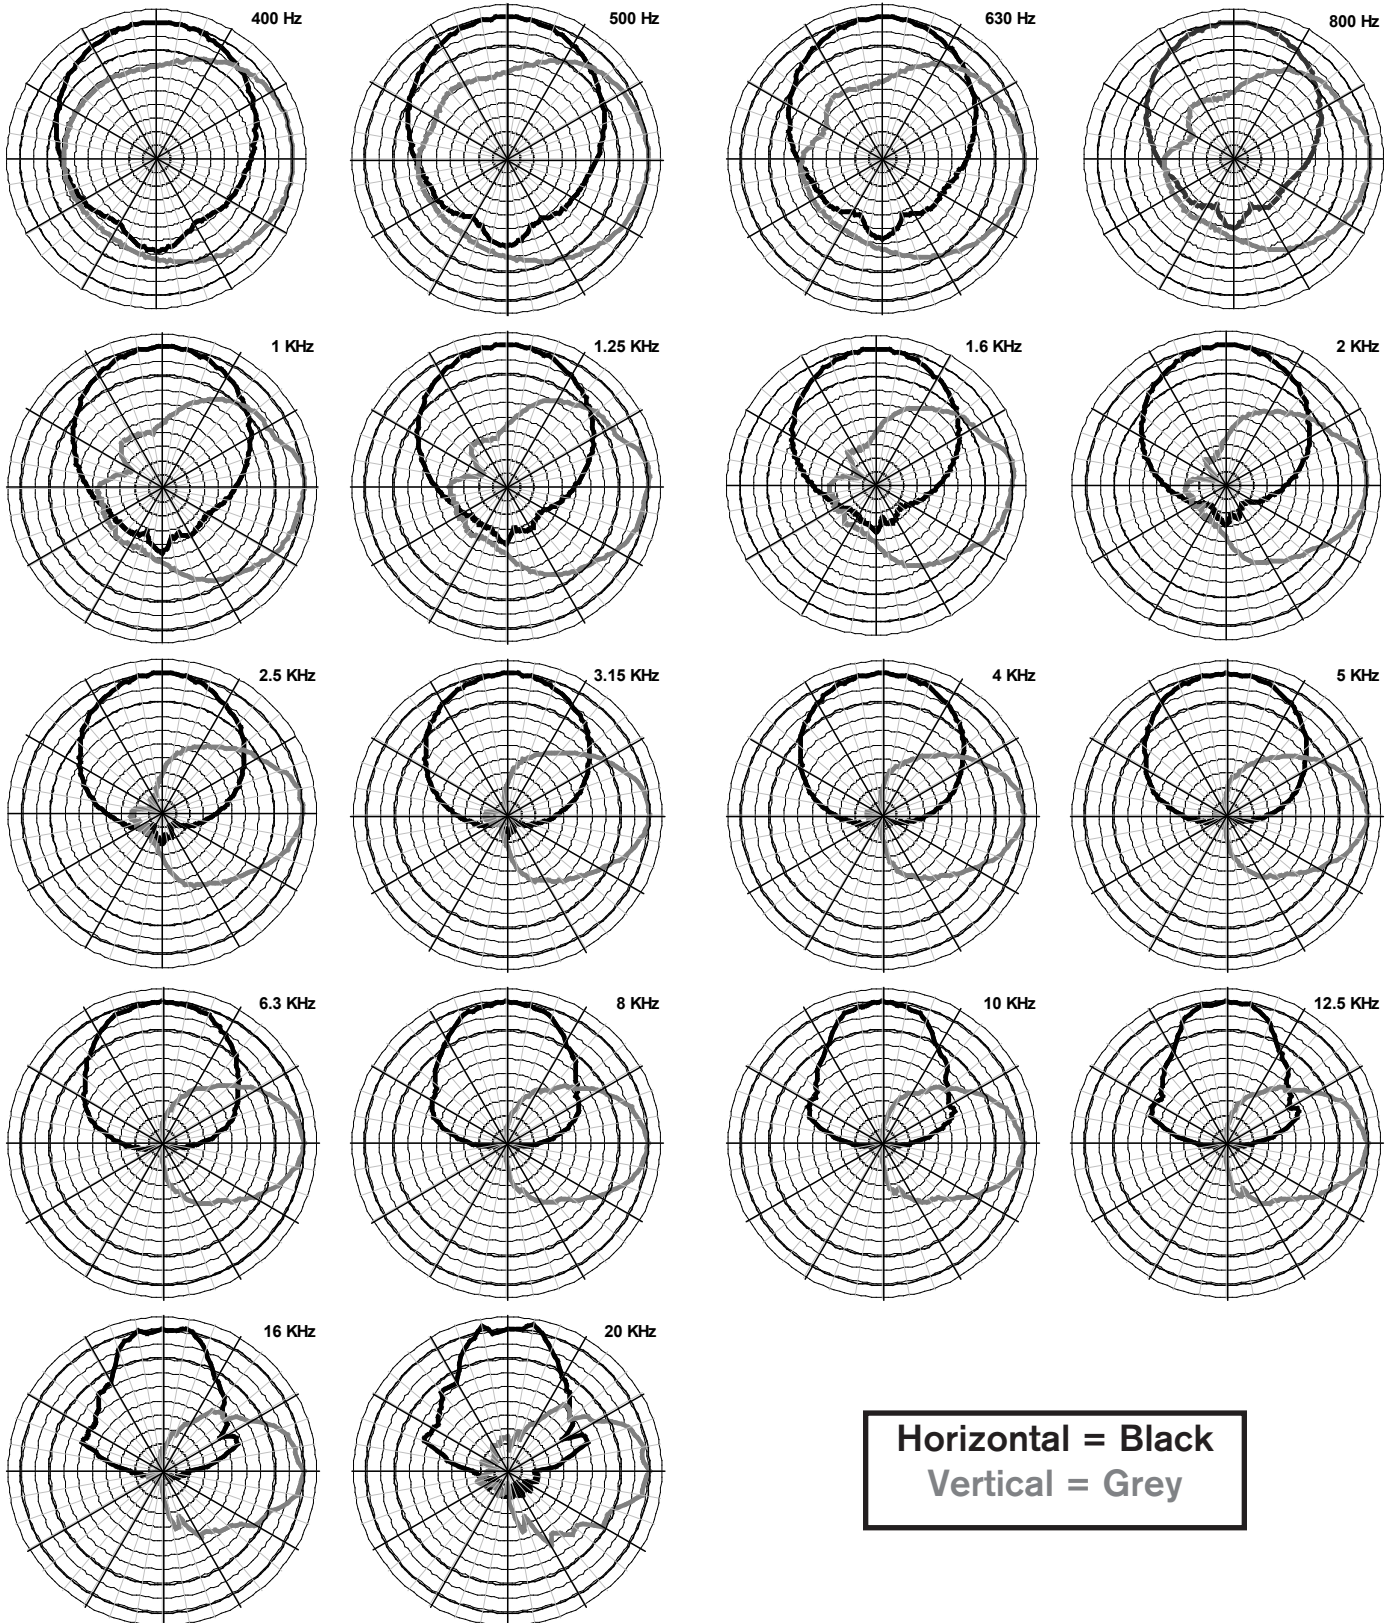 400 Hz
500 Hz
630 Hz
800 Hz
1 KHz
1.25 KHz
1.6 KHz
2 KHz
2.5 KHz
3.15 KHz
4 KHz
5 KHz
6.3 KHz
8 KHz
10 KHz
12.5 KHz
16 KHz
20 KHz
Horizontal = Black
Vertical = Grey